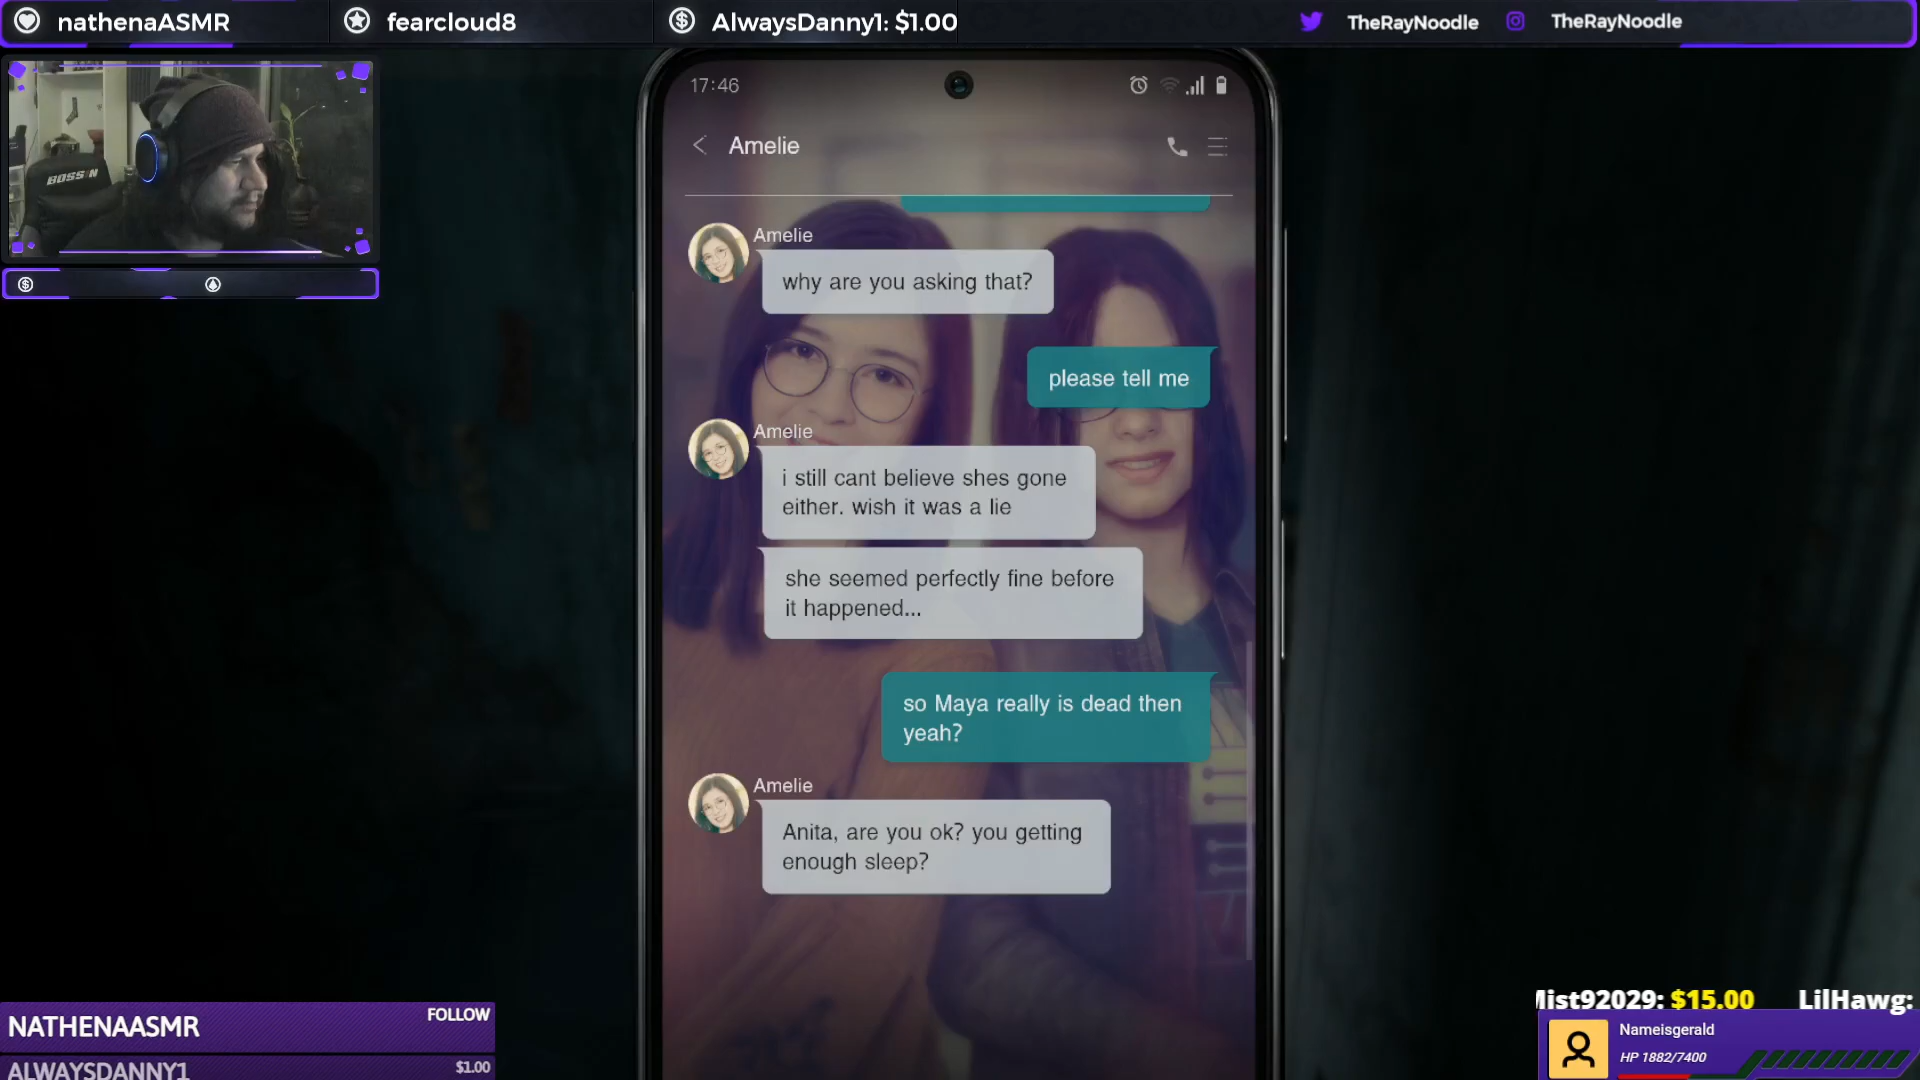 nathenaASMR
fearcloud8
AlwaysDanny1: $1.00
TheRayNoodle
TheRayNoodle
17:46
Amelie
Amelie
why are you asking that?
please tell me
Amelie
i still cant believe shes gone
either. wish it was a lie
she seemed perfectly fine before
it happened...
so Maya really is dead then
yeah?
Amelie
Anita, are you ok? you getting
enough sleep?
NATHENAASMR
FOLLOW
ALWAYSDANNY1
$1.00
Mist92029: $15.00
LilHawg:
Nameisgerald
HP 1882/7400